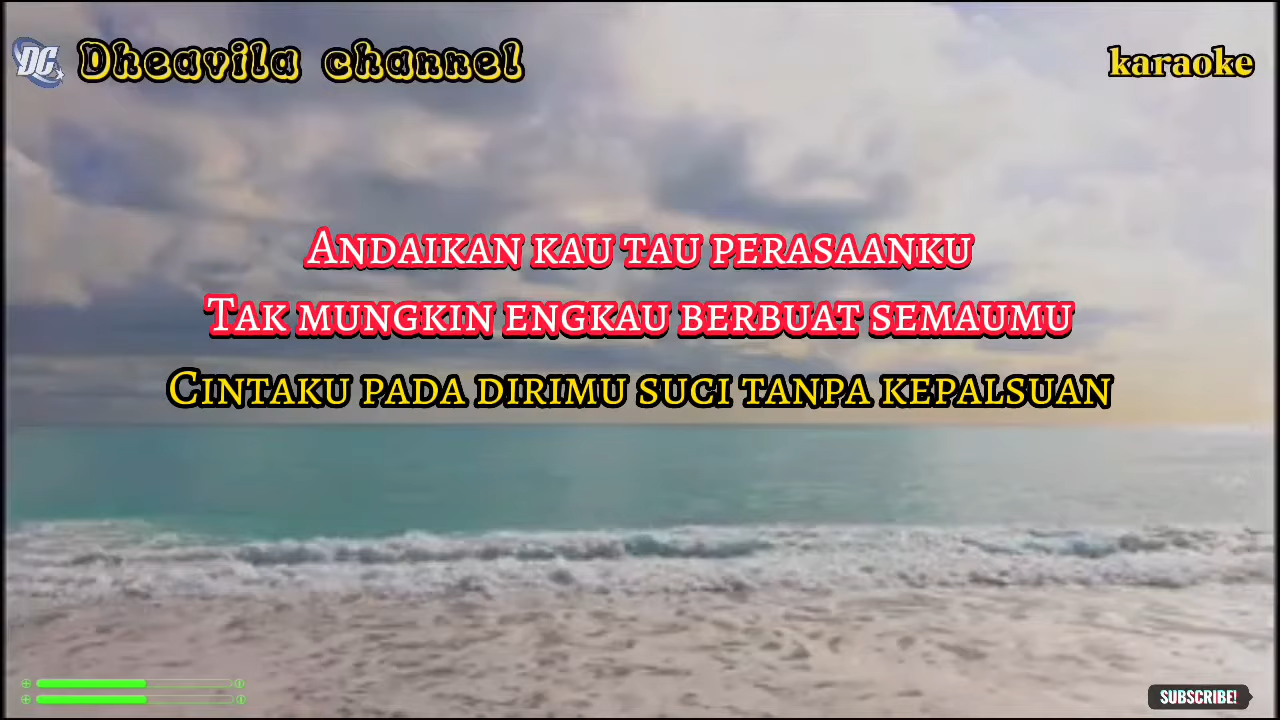 DC Dheavila channel
karaoke
Andaikan kau tau perasaanku
Tak mungkin engkau berbuat semaumu
Cintaku pada dirimu suci tanpa kepalsuan
SUBSCRIBE!